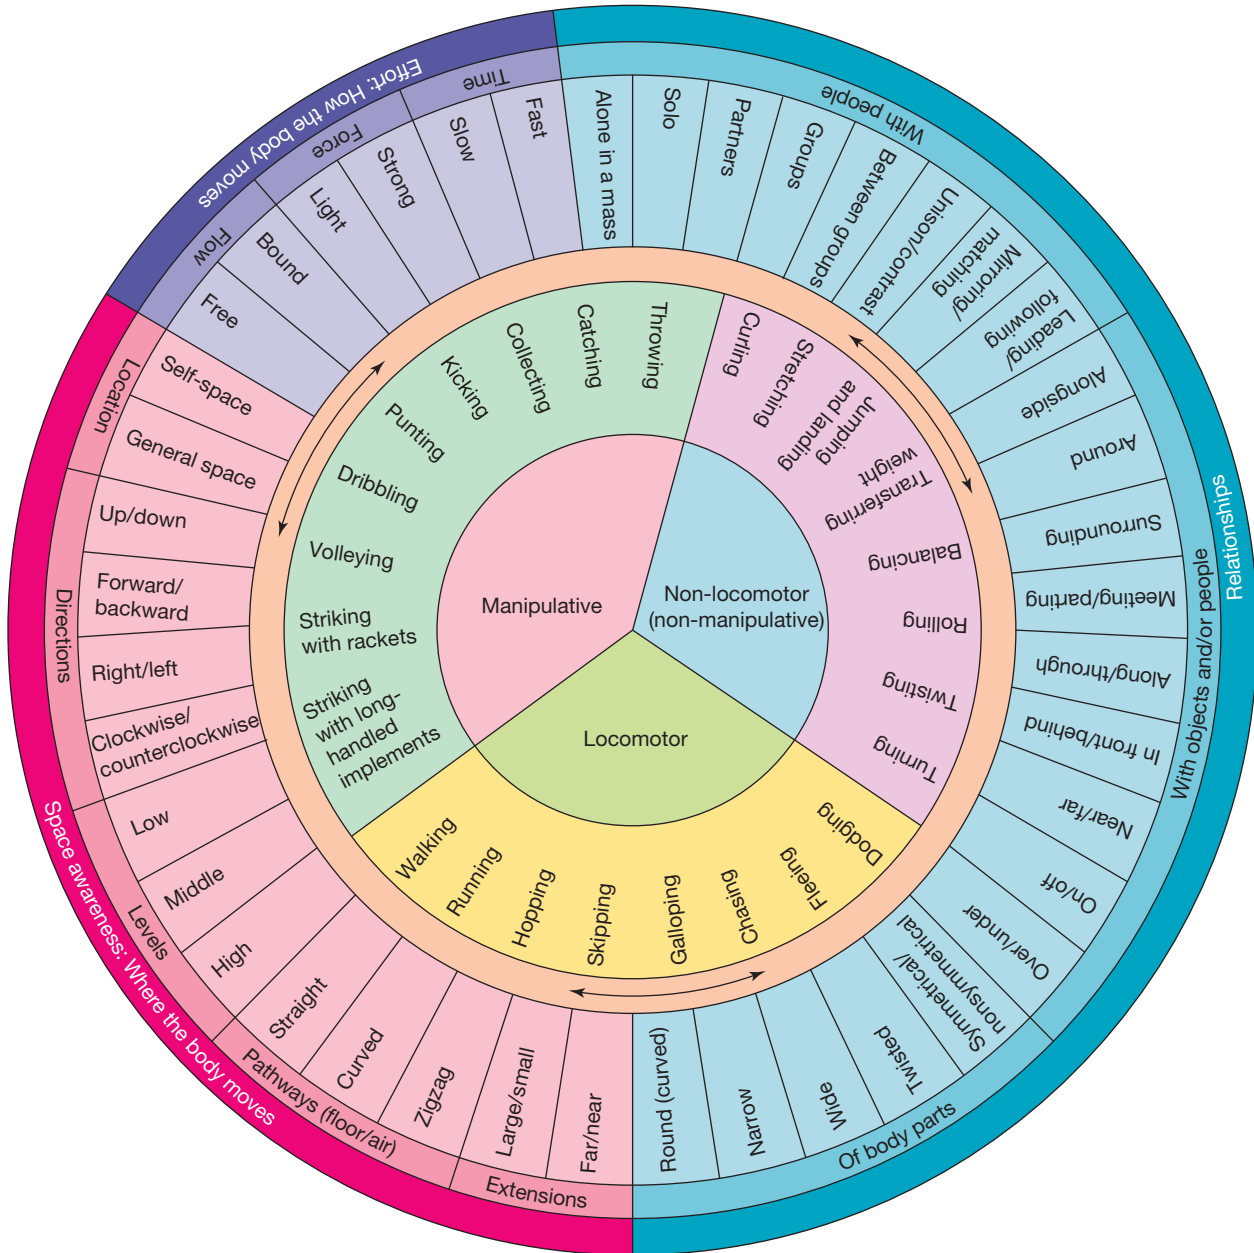 Effort: How the body moves
Time
Fast
Slow
Force
Strong
Light
Flow
Bound
Free
Relationships
With people
Alone in a mass
Solo
Partners
Groups
Between groups
Unison/contrast
Mirroring/
matching
Leading/
following
With objects and/or people
Alongside
Around
Surrounding
Meeting/parting
Along/through
In front/behind
Near/far
On/off
Over/under
Of body parts
Symmetrical/
nonsymmetrical
Twisted
Wide
Narrow
Round (curved)
Space awareness: Where the body moves
Location
Self-space
General space
Directions
Up/down
Forward/
backward
Right/left
Clockwise/
counterclockwise
Levels
Low
Middle
High
Pathways (floor/air)
Straight
Curved
Zigzag
Extensions
Large/small
Far/near
Manipulative
Throwing
Catching
Collecting
Kicking
Punting
Dribbling
Volleying
Striking
with rackets
Striking
with long-
handled
implements
Non-locomotor
(non-manipulative)
Curling
Stretching
Jumping
and landing
Transferring
weight
Balancing
Rolling
Twisting
Turning
Locomotor
Walking
Running
Hopping
Skipping
Galloping
Chasing
Fleeing
Dodging